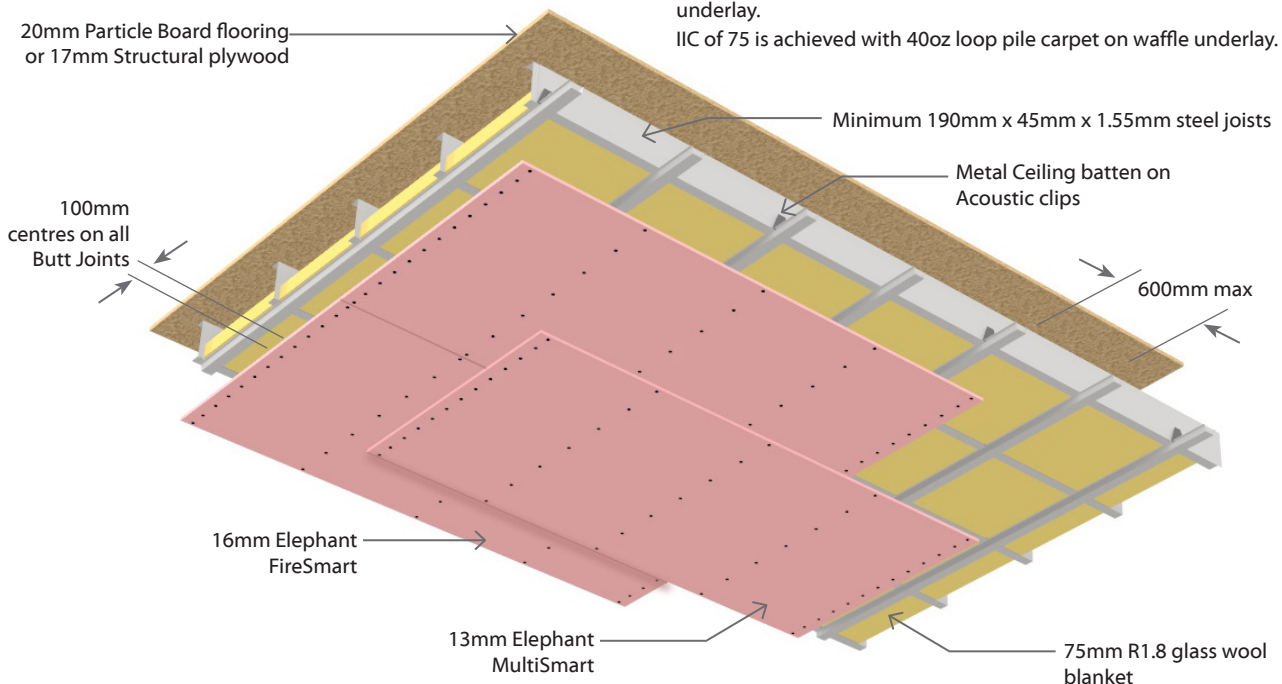 underlay.
IIC of 75 is achieved with 40oz loop pile carpet on waffle underlay.
20mm Particle Board flooring
or 17mm Structural plywood
Minimum 190mm x 45mm x 1.55mm steel joists
Metal Ceiling batten on
Acoustic clips
100mm
centres on all
Butt Joints
600mm max
16mm Elephant
FireSmart
13mm Elephant
MultiSmart
75mm R1.8 glass wool
blanket